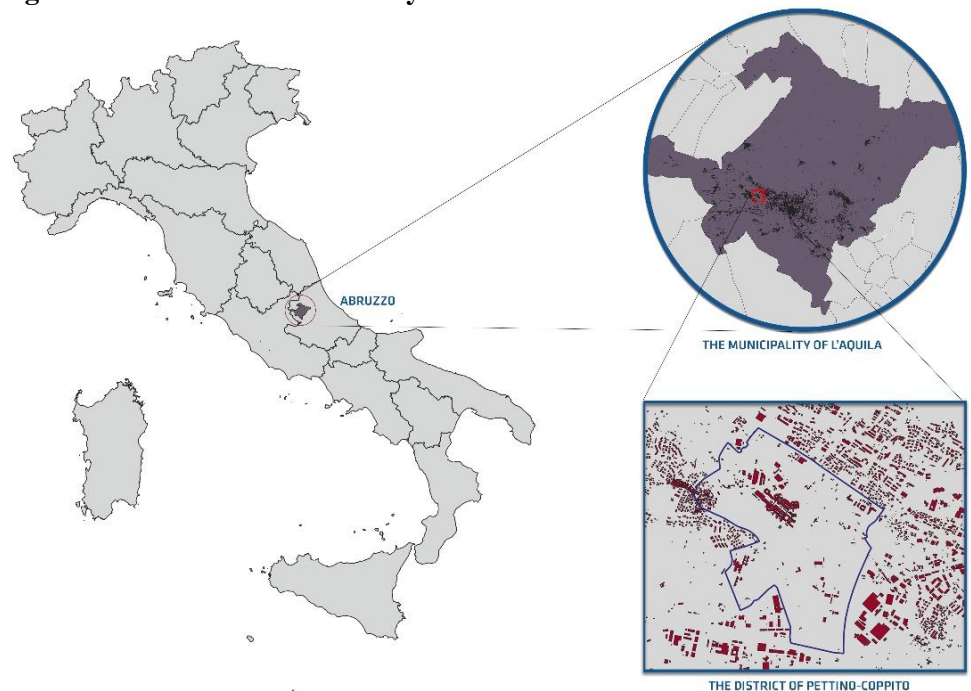 ABRUZZO
THE MUNICIPALITY OF L'AQUILA
THE DISTRICT OF PETTINO-COPPITO